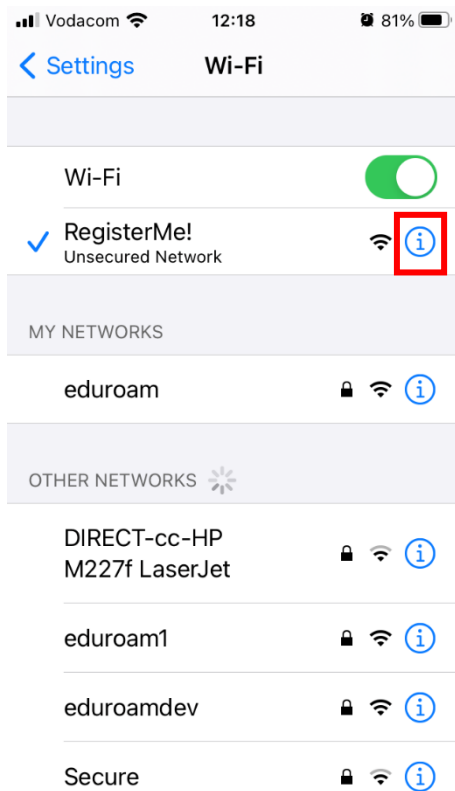 Vodacom 12:18 81%
Settings Wi-Fi
Wi-Fi
RegisterMe!
Unsecured Network
MY NETWORKS
eduroam
OTHER NETWORKS
DIRECT-cc-HP
M227f LaserJet
eduroam1
eduroamdev
Secure